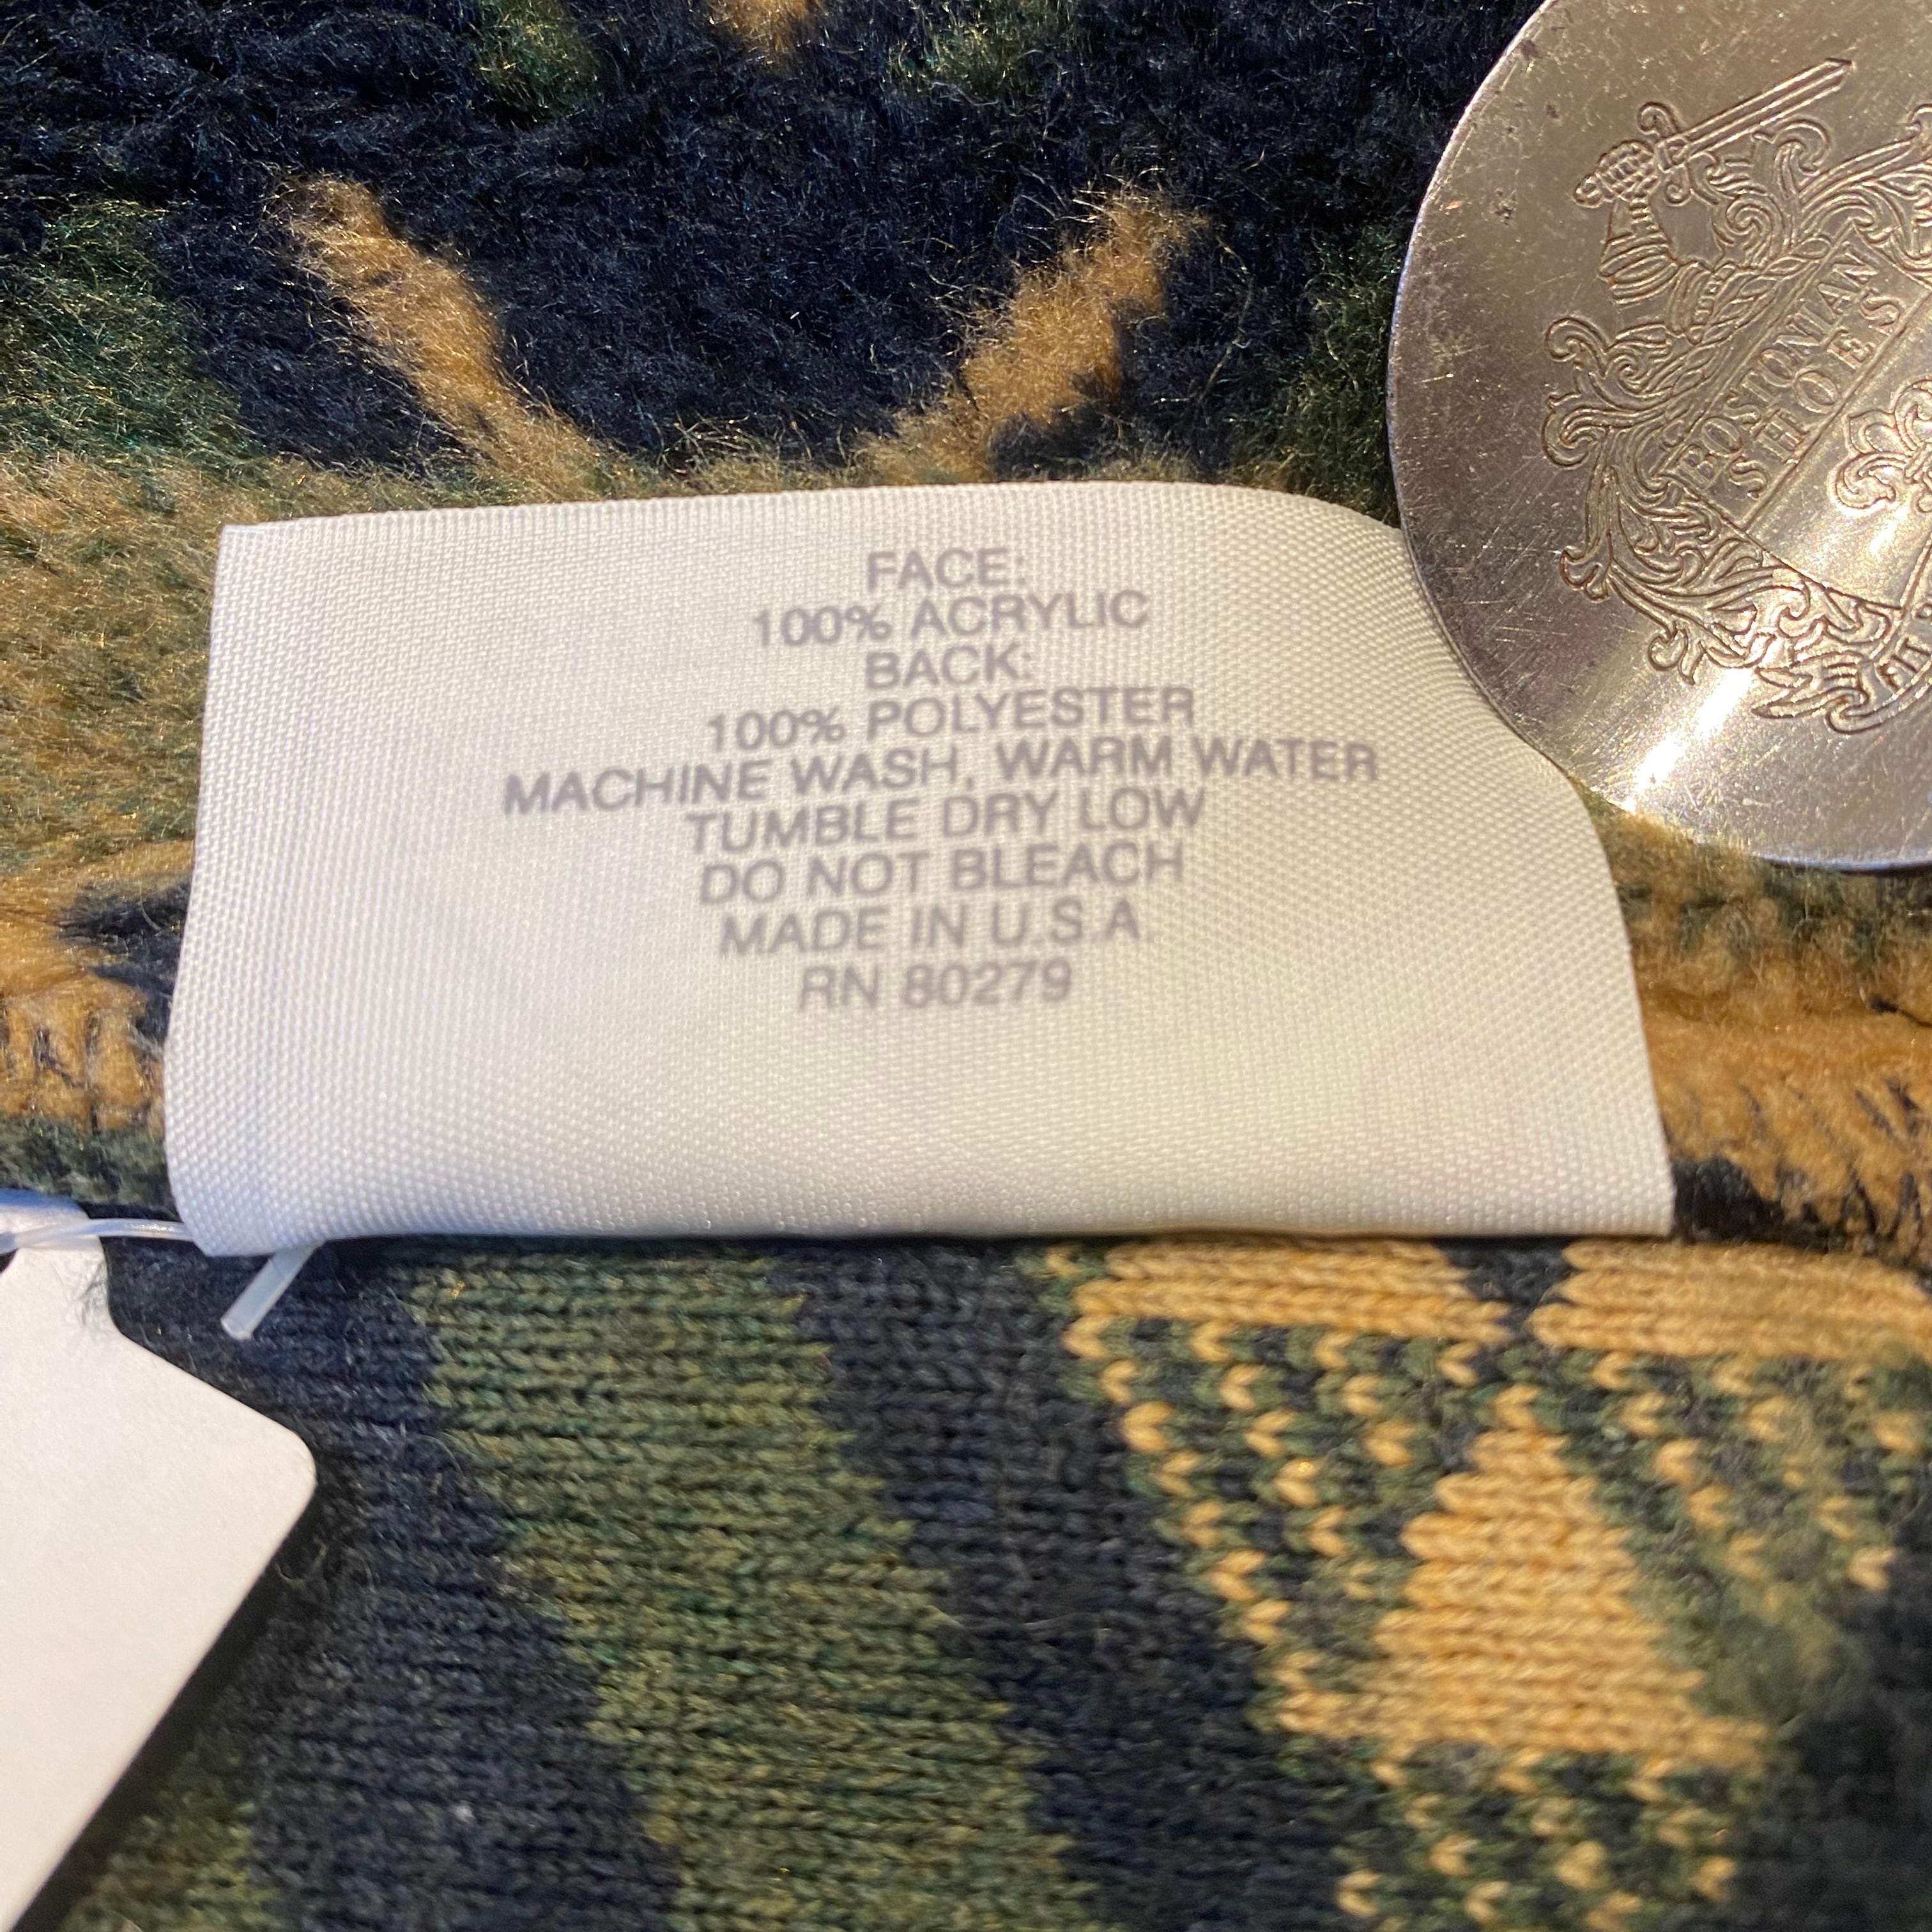 FACE:
100% ACRYLIC
BACK:
100% POLYESTER
MACHINE WASH, WARM WATER
TUMBLE DRY LOW
DO NOT BLEACH
MADE IN U.S.A.
RN 80279
BOSTONIAN
SHOES